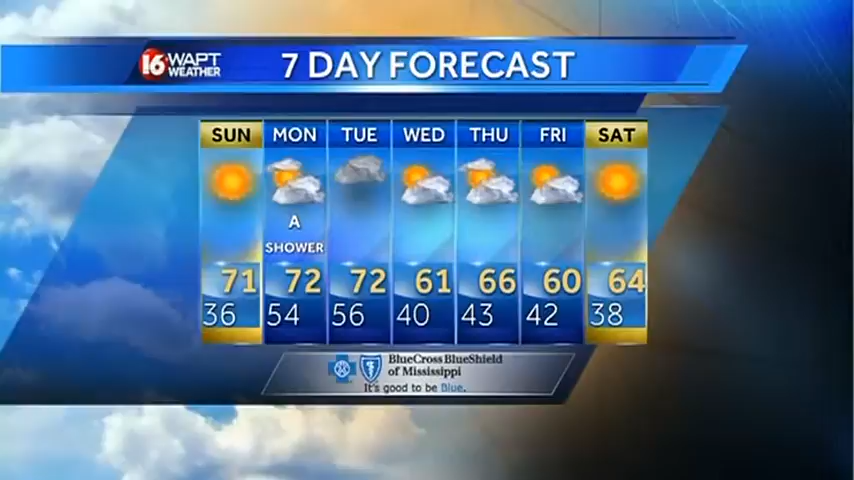 16 WAPT
WEATHER
7 DAY FORECAST
SUN MON TUE WED THU FRI SAT
A
SHOWER
71 72 72 61 66 60 64
36 54 56 40 43 42 38
BlueCross BlueShield
of Mississippi
It's good to be Blue.